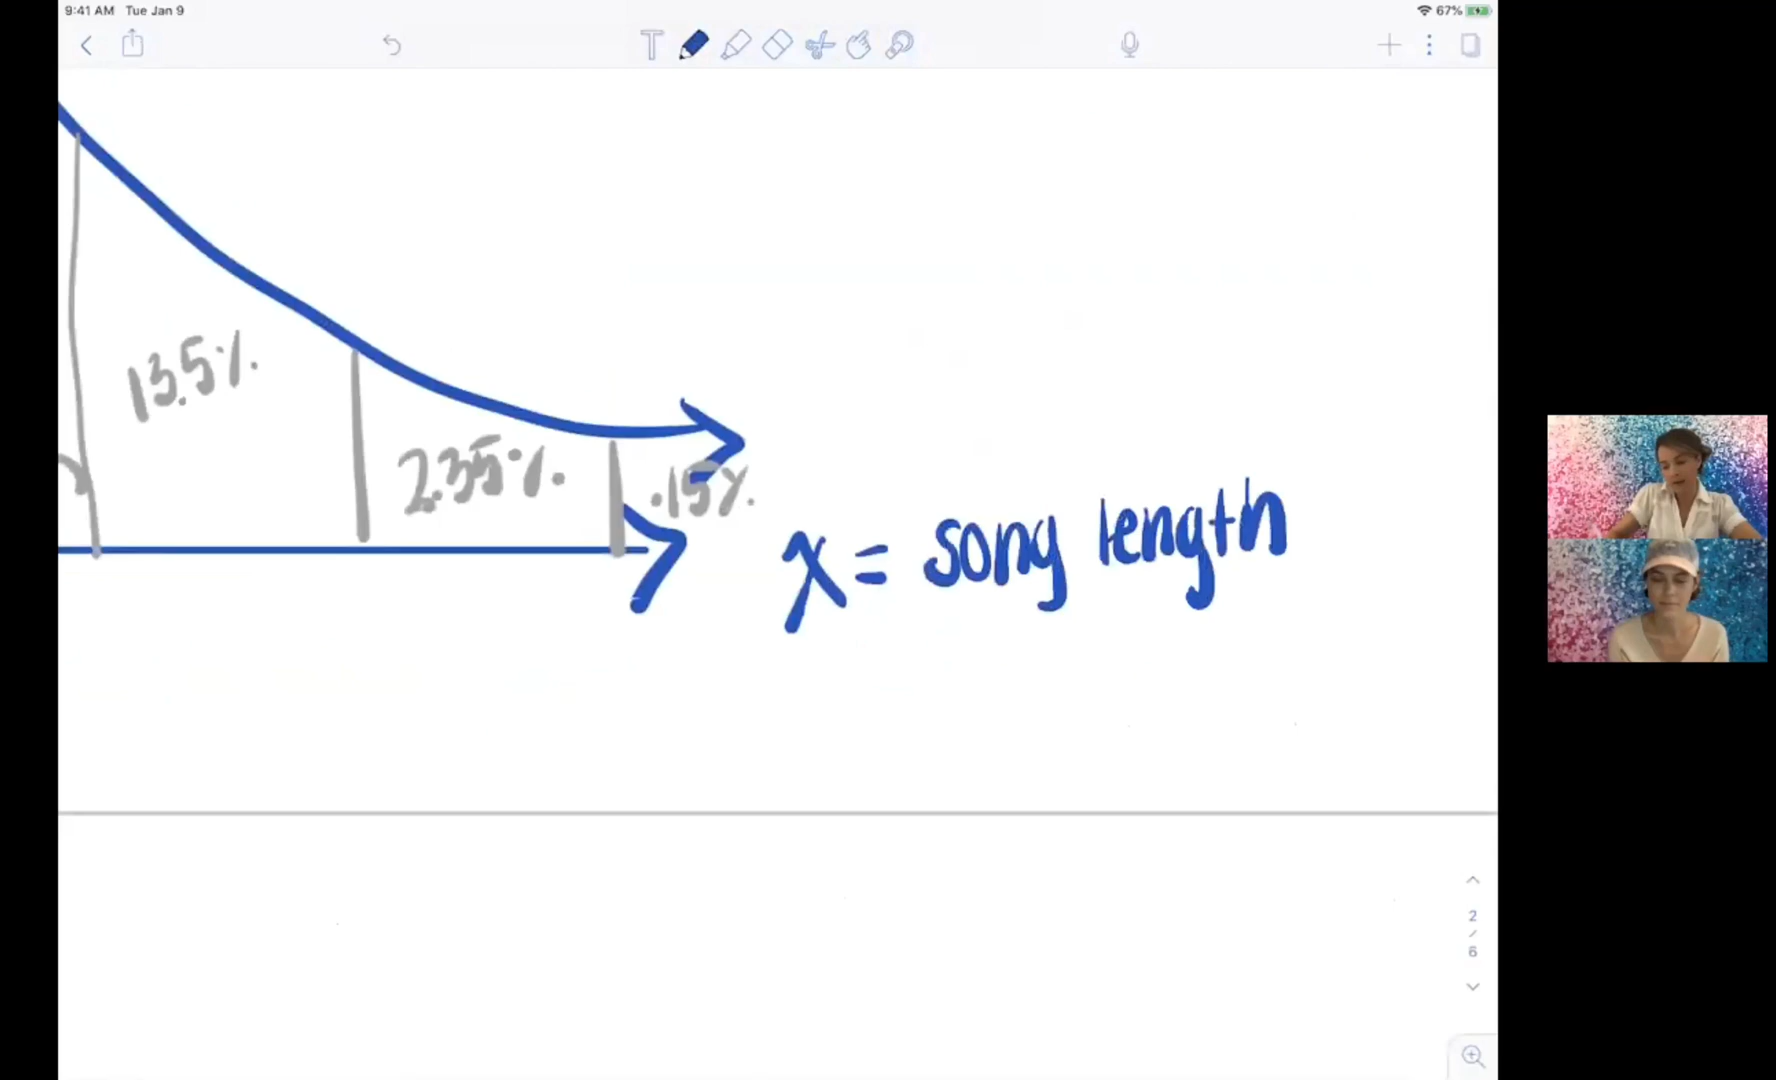 9:41 AM Tue Jan 9
67%
T
13.5%
2.35%
.15%
x = song length
2
/
6